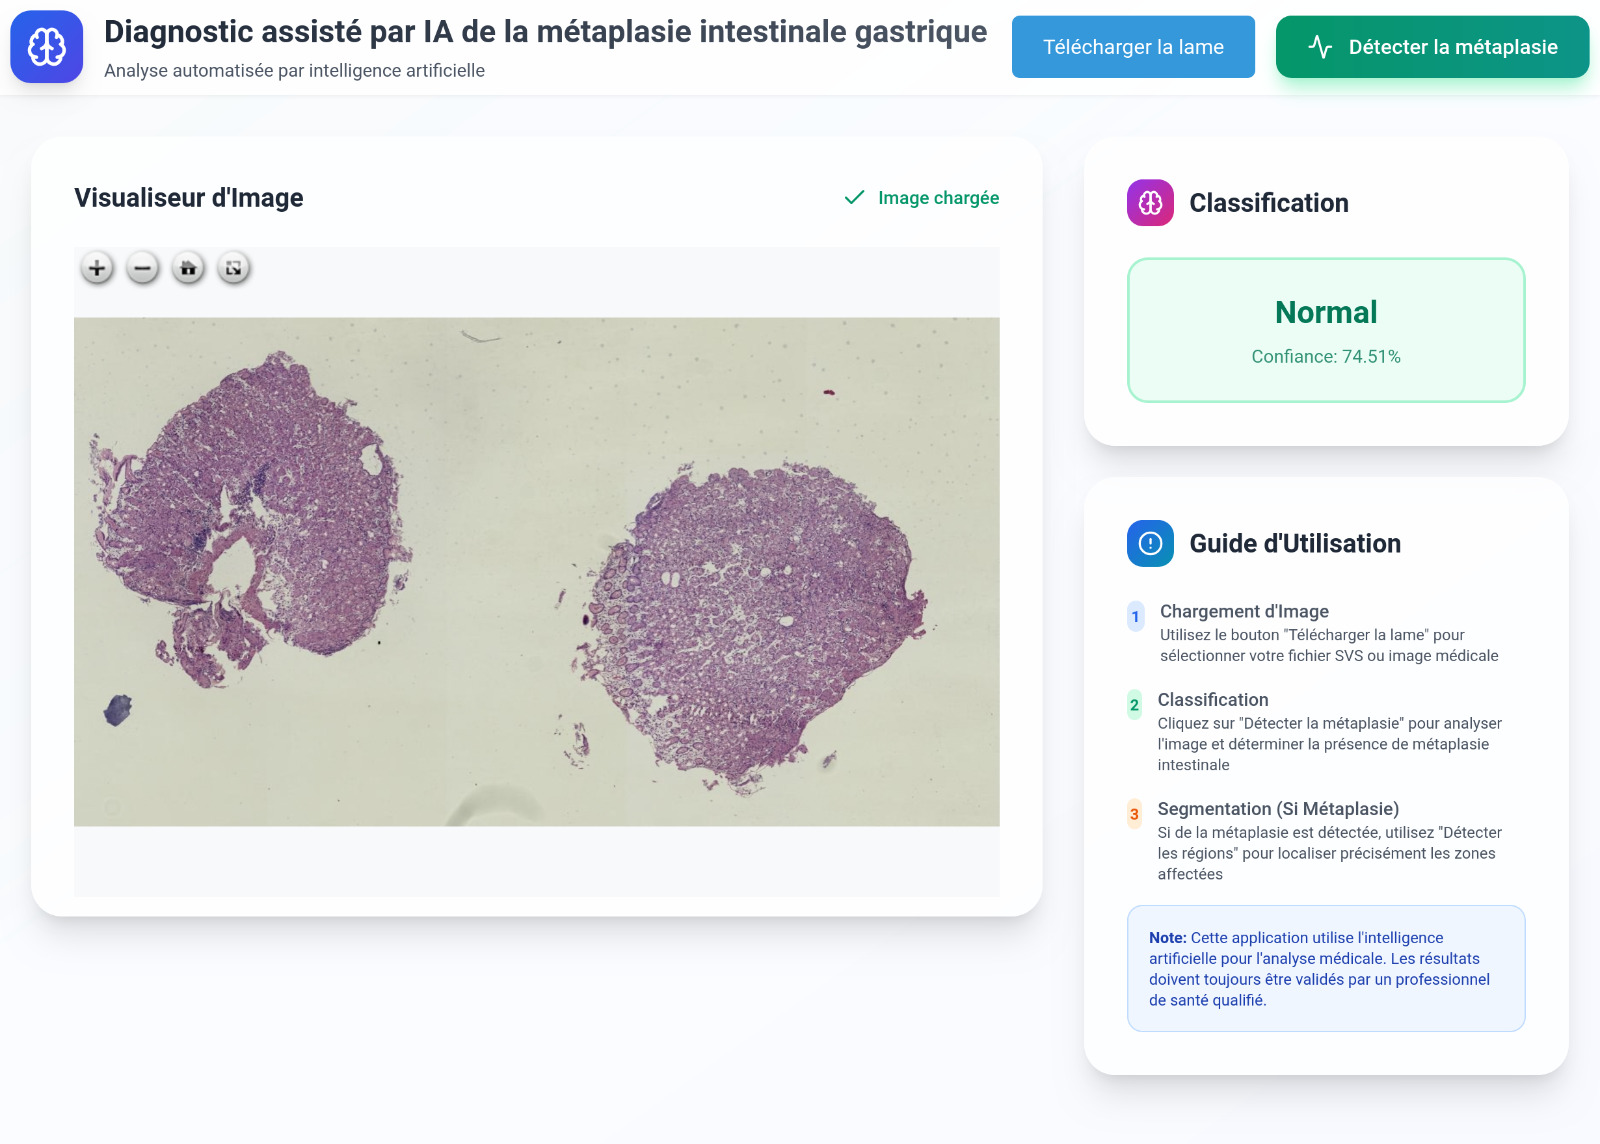 Diagnostic assisté par IA de la métaplasie intestinale gastrique
Analyse automatisée par intelligence artificielle
Télécharger la lame
Détecter la métaplasie
Visualiseur d'Image
Image chargée
Classification
Normal
Confiance: 74.51%
Guide d'Utilisation
1
Chargement d'Image
Utilisez le bouton "Télécharger la lame" pour
sélectionner votre fichier SVS ou image médicale
2
Classification
Cliquez sur "Détecter la métaplasie" pour analyser
l'image et déterminer la présence de métaplasie
intestinale
3
Segmentation (Si Métaplasie)
Si de la métaplasie est détectée, utilisez "Détecter
les régions" pour localiser précisément les zones
affectées
Note: Cette application utilise l'intelligence
artificielle pour l'analyse médicale. Les résultats
doivent toujours être validés par un professionnel
de santé qualifié.